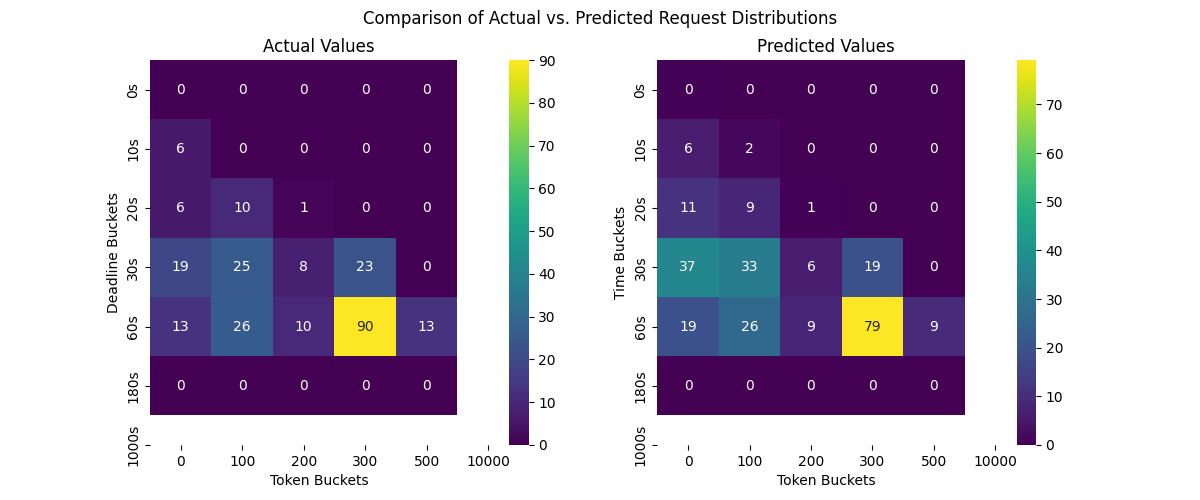 Comparison of Actual vs. Predicted Request Distributions
Actual Values
Deadline Buckets
0s 0 0 0 0 0
10s 6 0 0 0 0
20s 6 10 1 0 0
30s 19 25 8 23 0
60s 13 26 10 90 13
180s 0 0 0 0 0
1000s
0 100 200 300 500 10000
Token Buckets
90
80
70
60
50
40
30
20
10
0
Predicted Values
Time Buckets
0s 0 0 0 0 0
10s 6 2 0 0 0
20s 11 9 1 0 0
30s 37 33 6 19 0
60s 19 26 9 79 9
180s 0 0 0 0 0
1000s
0 100 200 300 500 10000
Token Buckets
70
60
50
40
30
20
10
0